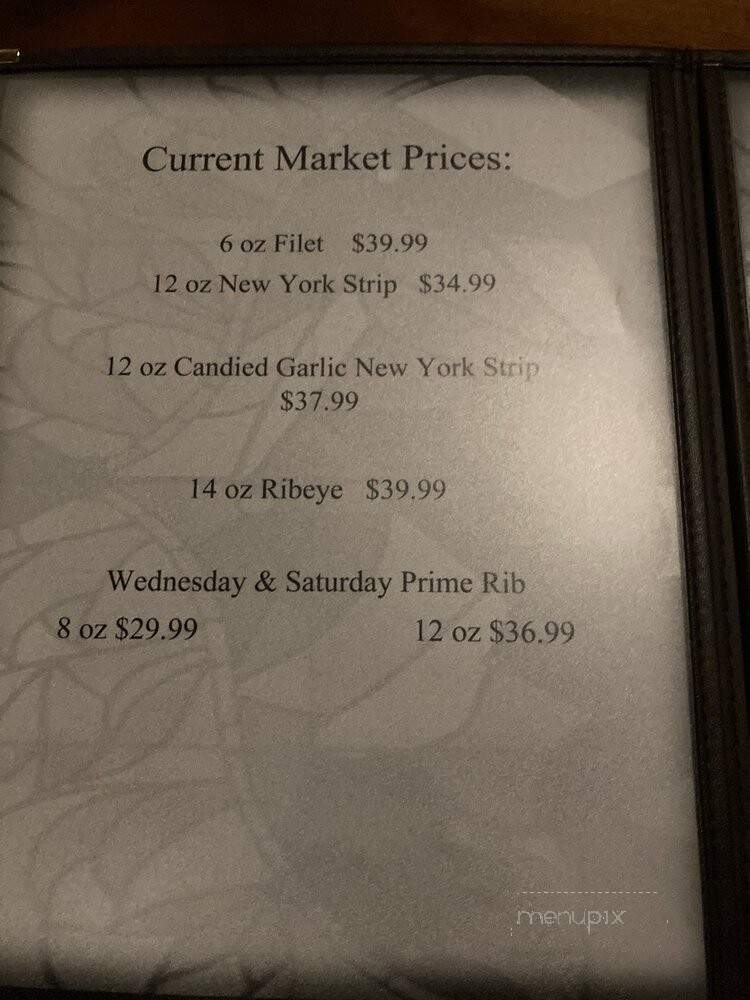 Current Market Prices:
6 oz Filet $39.99
12 oz New York Strip $34.99
12 oz Candied Garlic New York Strip
$37.99
14 oz Ribeye $39.99
Wednesday & Saturday Prime Rib
8 oz $29.99 12 oz $36.99
menupix